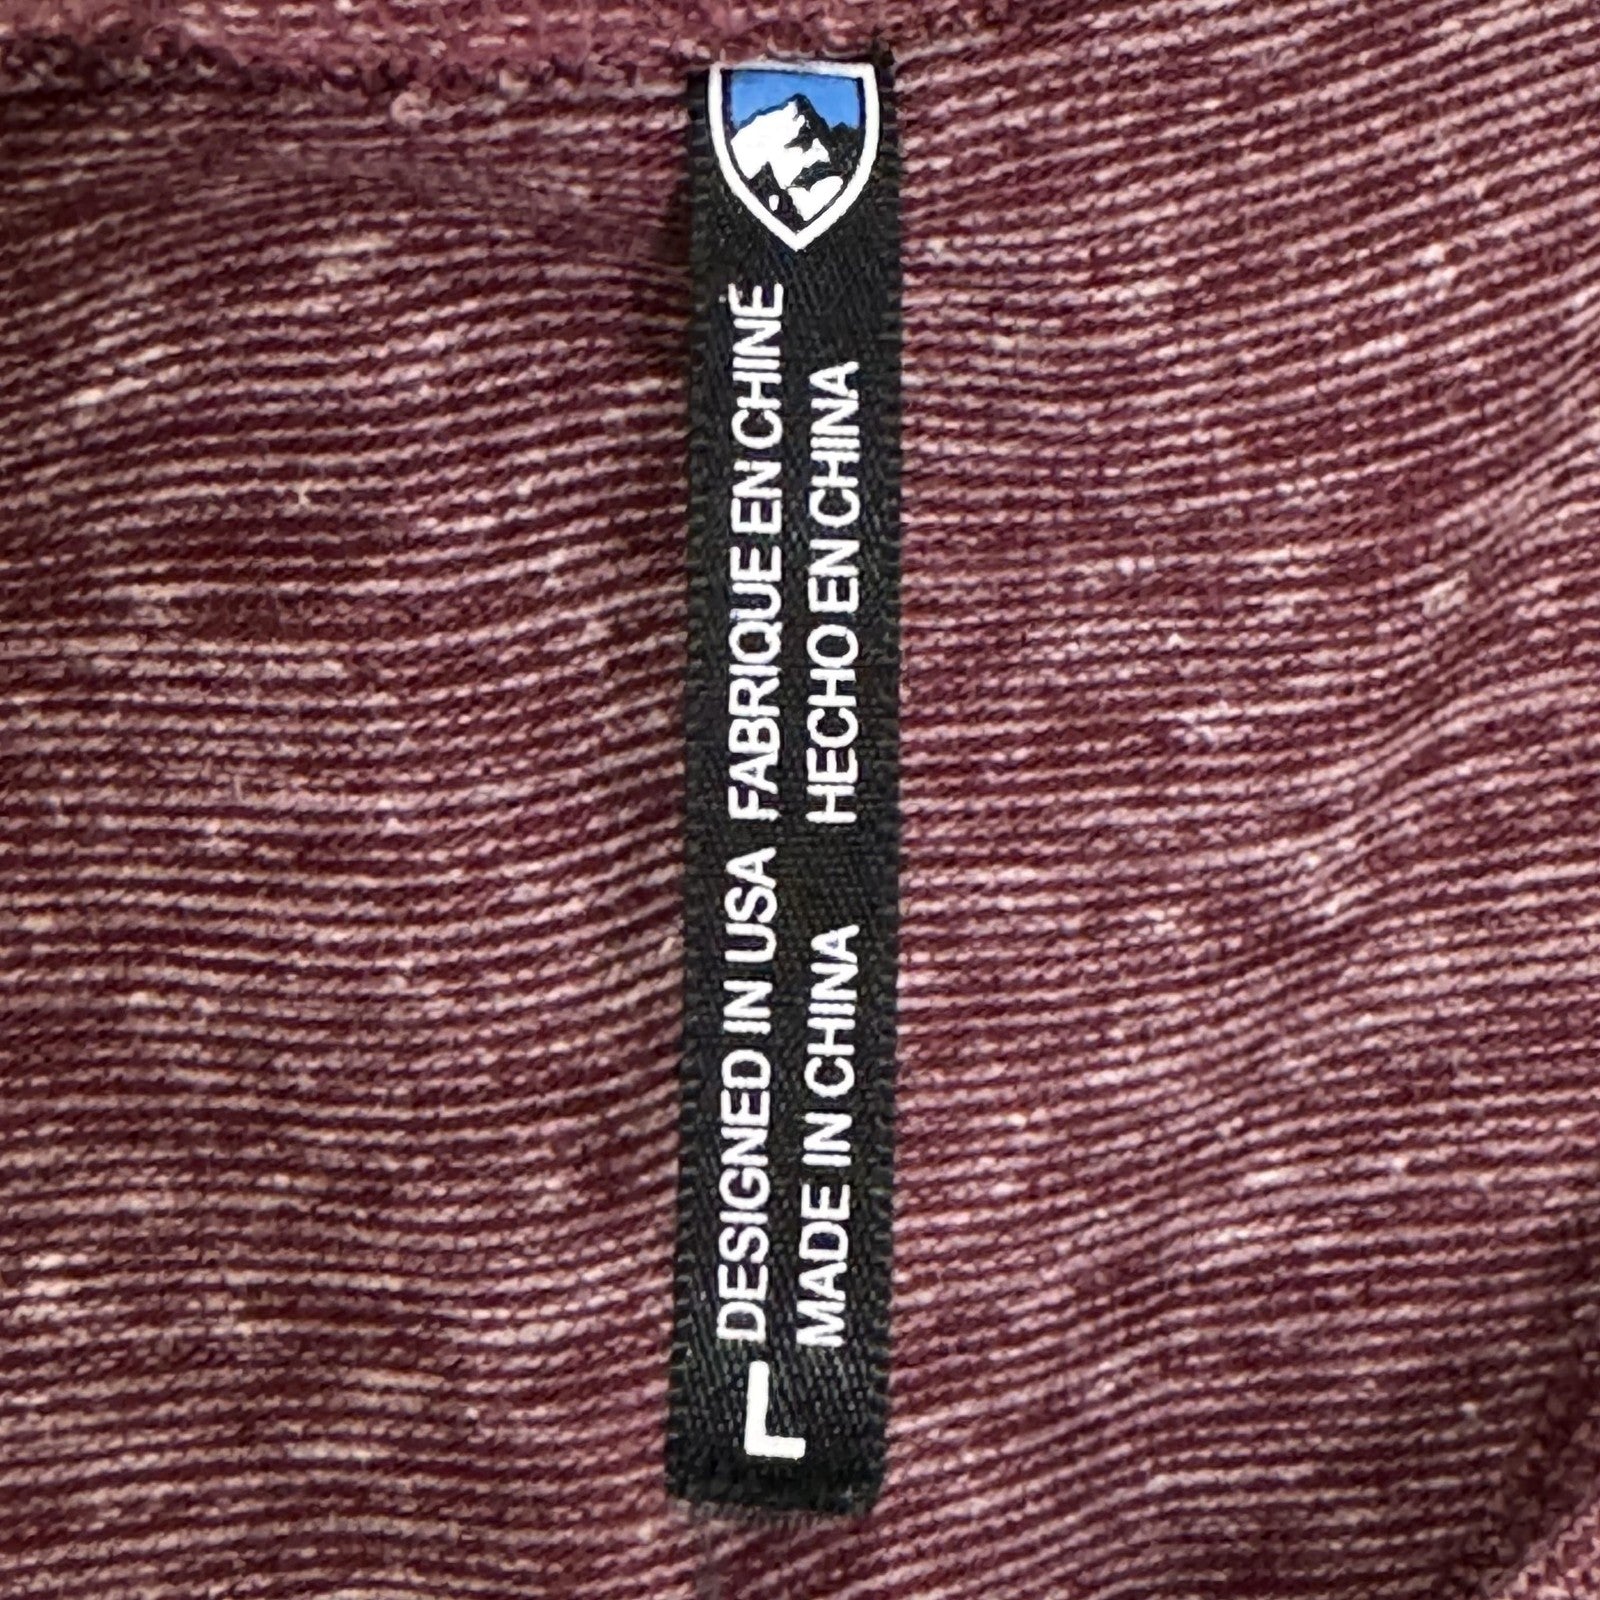 DESIGNED IN USA FABRIQUE EN CHINE
MADE IN CHINA HECHO EN CHINA
L